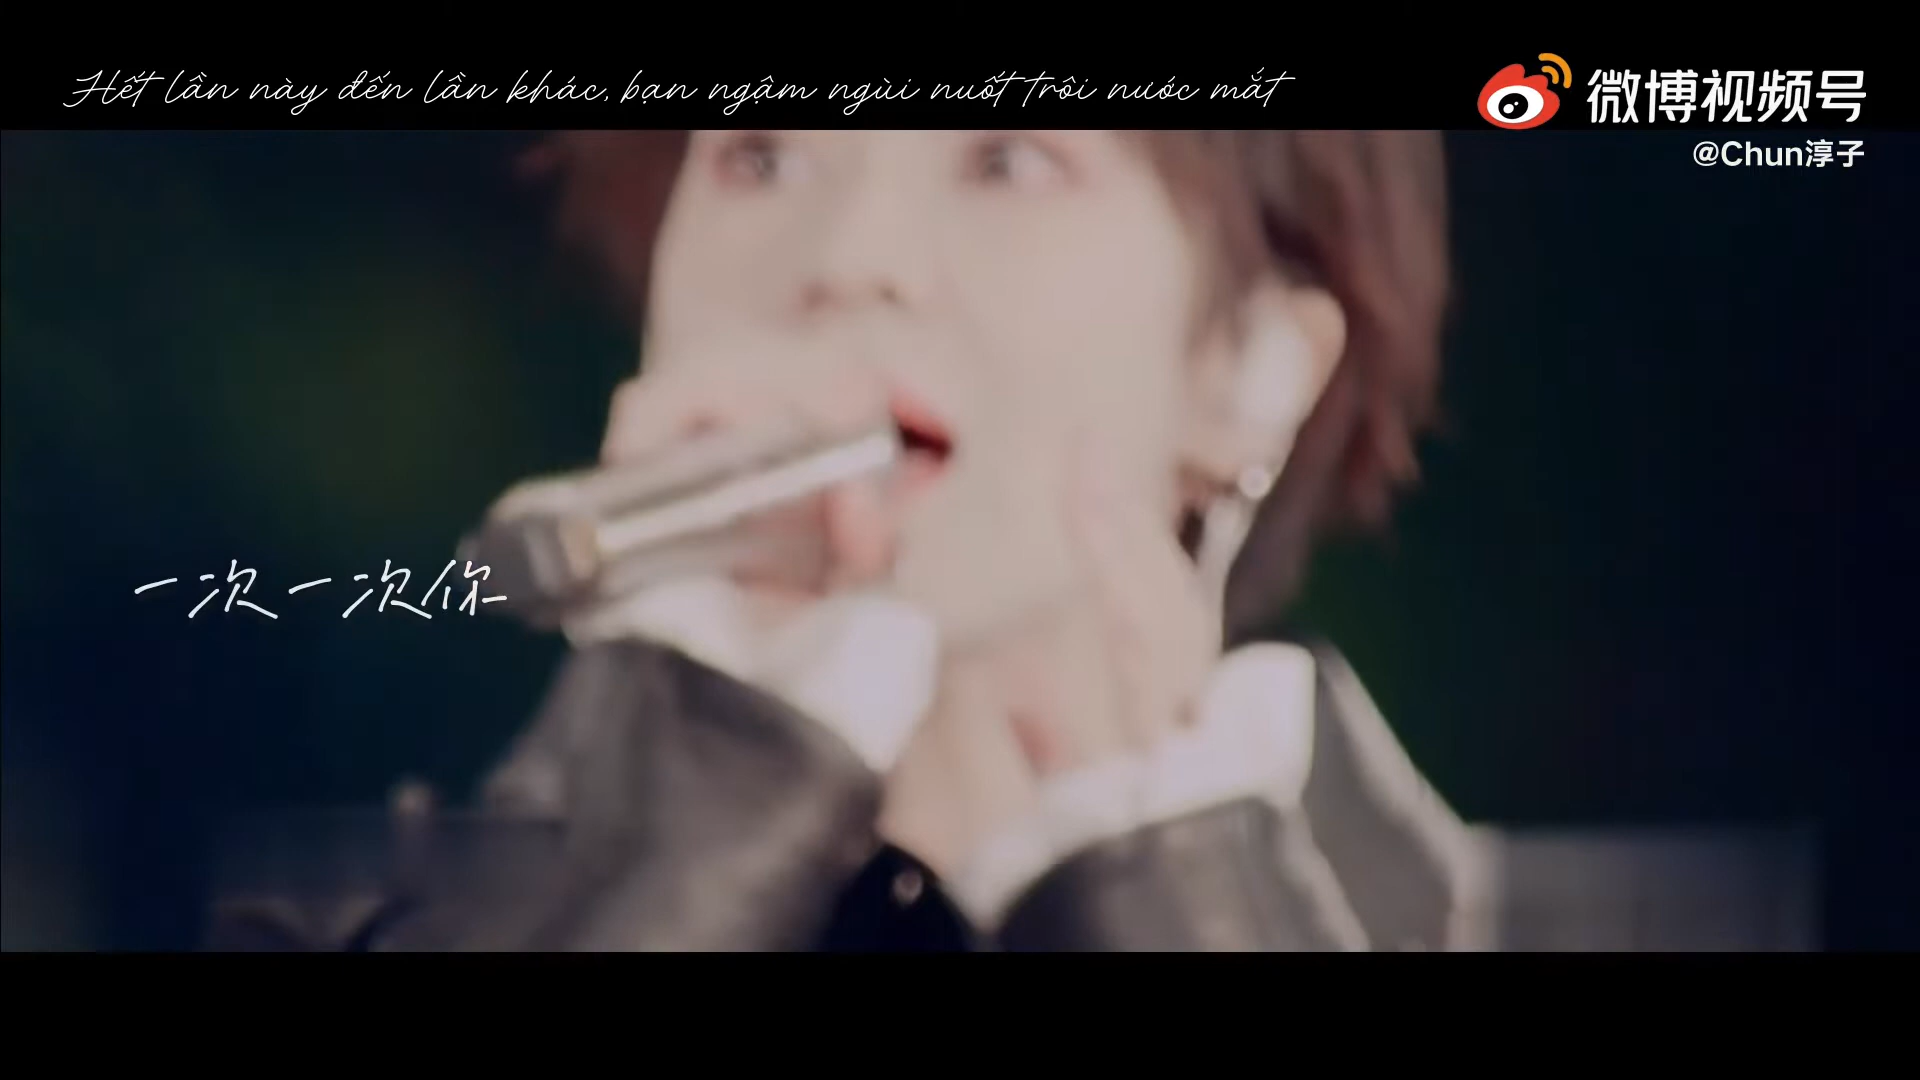 Hết lần này đến lần khác, bạn ngậm ngùi nuốt trôi nước mắt
微博视频号
@Chun淳子
一次一次你